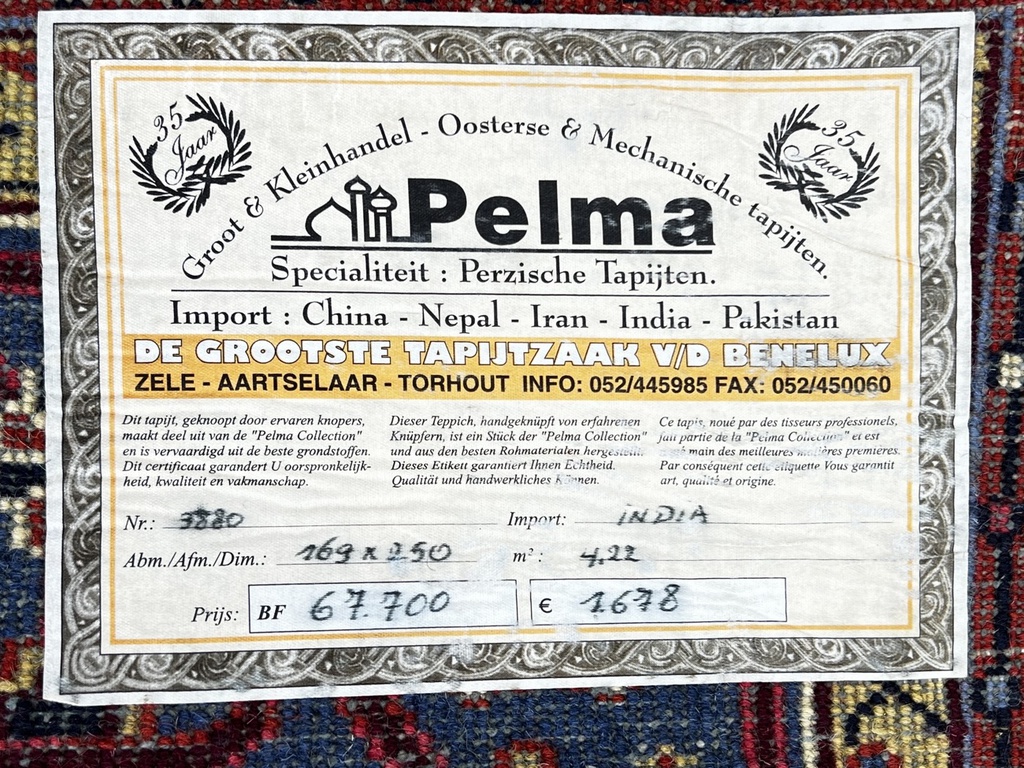 35 Jaar
Groot & Kleinhandel - Oosterse & Mechanische tapijten.
35 Jaar
Pelma
Specialiteit : Perzische Tapijten.
Import : China - Nepal - Iran - India - Pakistan
DE GROOTSTE TAPIJTZAAK V/D BENELUX
ZELE - AARTSELAAR - TORHOUT INFO: 052/445985 FAX: 052/450060
Dit tapijt, geknoopt door ervaren knopers,
maakt deel uit van de "Pelma Collection"
en is vervaardigd uit de beste grondstoffen.
Dit certificaat garandert U oorspronkelijk-
heid, kwaliteit en vakmanschap.
Dieser Teppich, handgeknüpft von erfahrenen
Knüpfern, ist ein Stück der "Pelma Collection"
und aus den besten Rohmaterialen hergestellt.
Dieses Etikett garantiert Ihnen Echtheid.
Qualität und handwerkliches Können.
Ce tapis, noué par des tisseurs professionels,
fait partie de la "Pelma Collection" et est
main des meilleures matières premieres.
Par conséquent cette etiquette Vous garantit
art, qualité et origine.
Nr.: 3880 Import: INDIA
Abm./Afm./Dim.: 169 x 250 m² : 4,22
Prijs: BF 67.700 € 1678